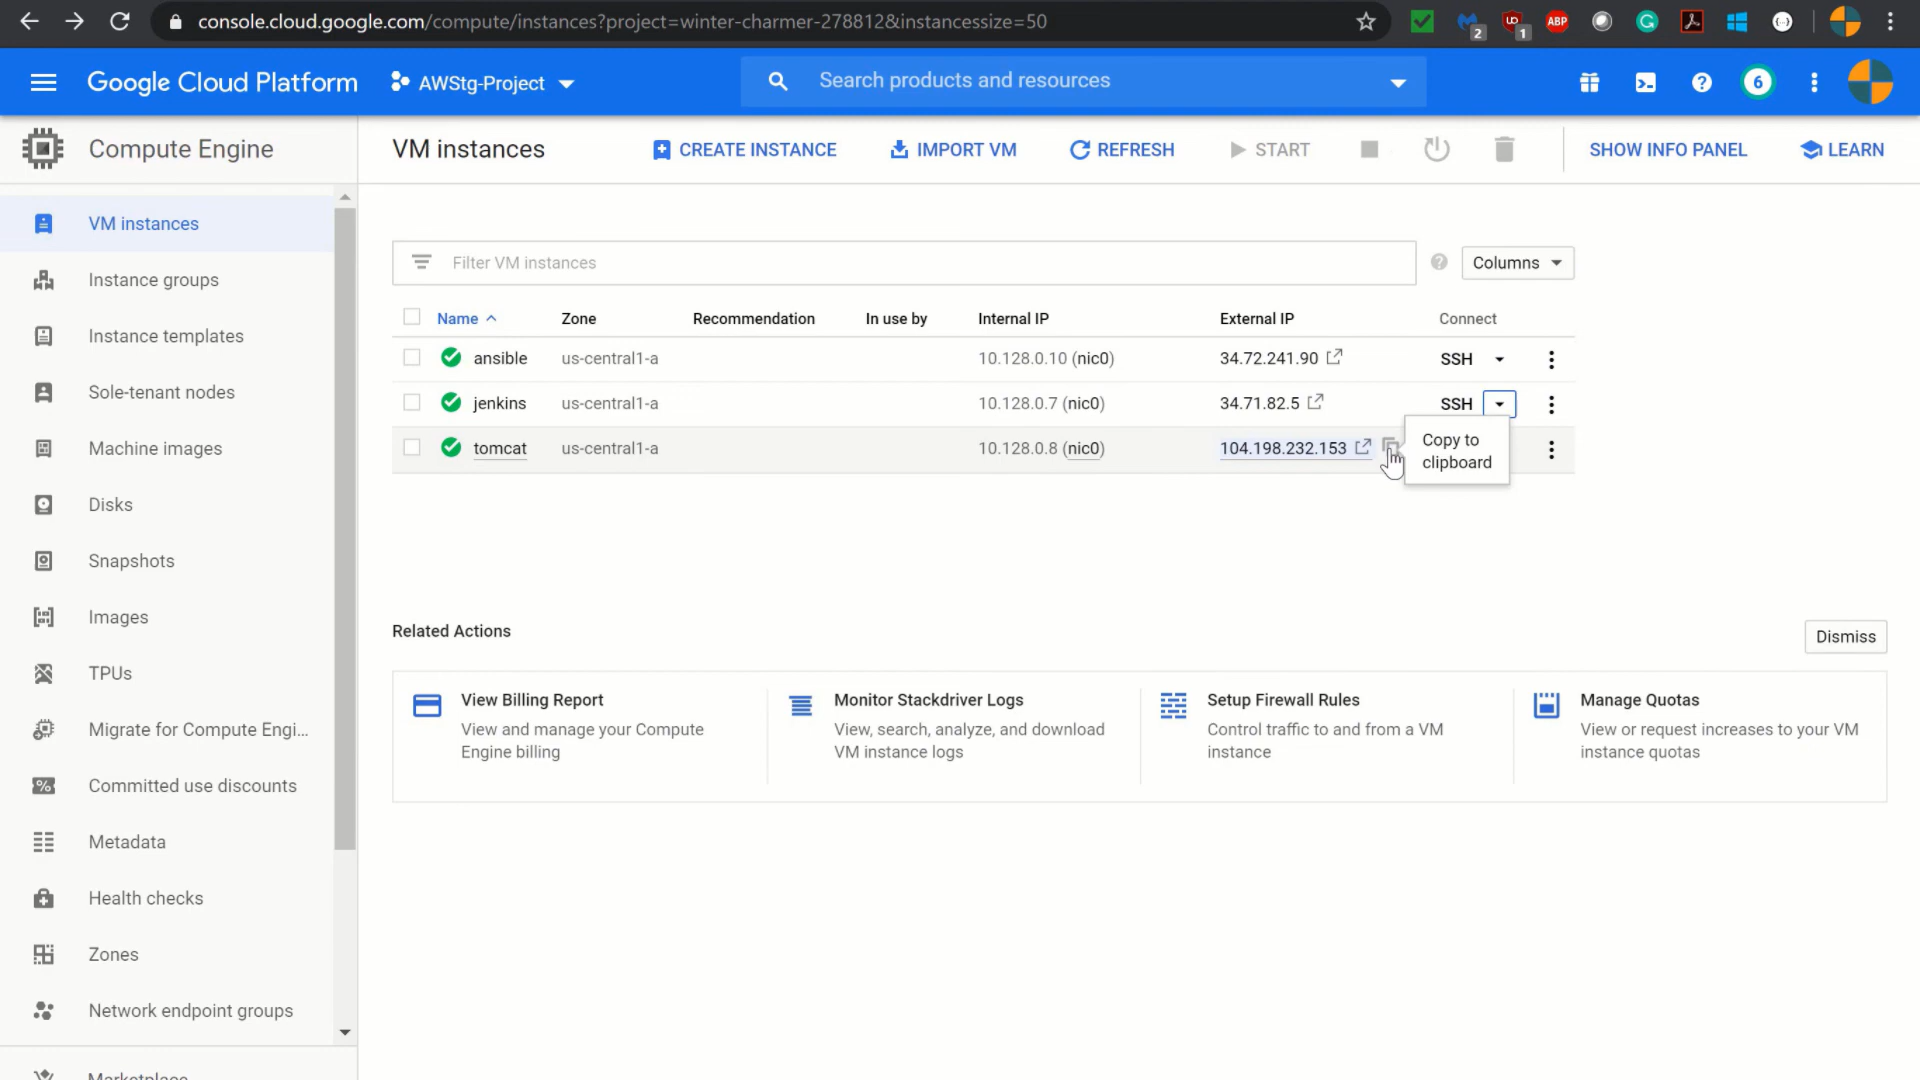 console.cloud.google.com/compute/instances?project=winter-charmer-278812&instancessize=50
2
1
ABP
Google Cloud Platform
AWStg-Project
Search products and resources
6
Compute Engine
VM instances
CREATE INSTANCE
IMPORT VM
REFRESH
START
SHOW INFO PANEL
LEARN
VM instances
Instance groups
Instance templates
Sole-tenant nodes
Machine images
Disks
Snapshots
Images
TPUs
Migrate for Compute Engi...
Committed use discounts
Metadata
Health checks
Zones
Network endpoint groups
Filter VM instances
Columns
Name Zone Recommendation In use by Internal IP External IP Connect
ansible us-central1-a 10.128.0.10 (nic0) 34.72.241.90 SSH
jenkins us-central1-a 10.128.0.7 (nic0) 34.71.82.5 SSH
tomcat us-central1-a 10.128.0.8 (nic0) 104.198.232.153
Copy to
clipboard
Related Actions
Dismiss
View Billing Report
View and manage your Compute
Engine billing
Monitor Stackdriver Logs
View, search, analyze, and download
VM instance logs
Setup Firewall Rules
Control traffic to and from a VM
instance
Manage Quotas
View or request increases to your VM
instance quotas